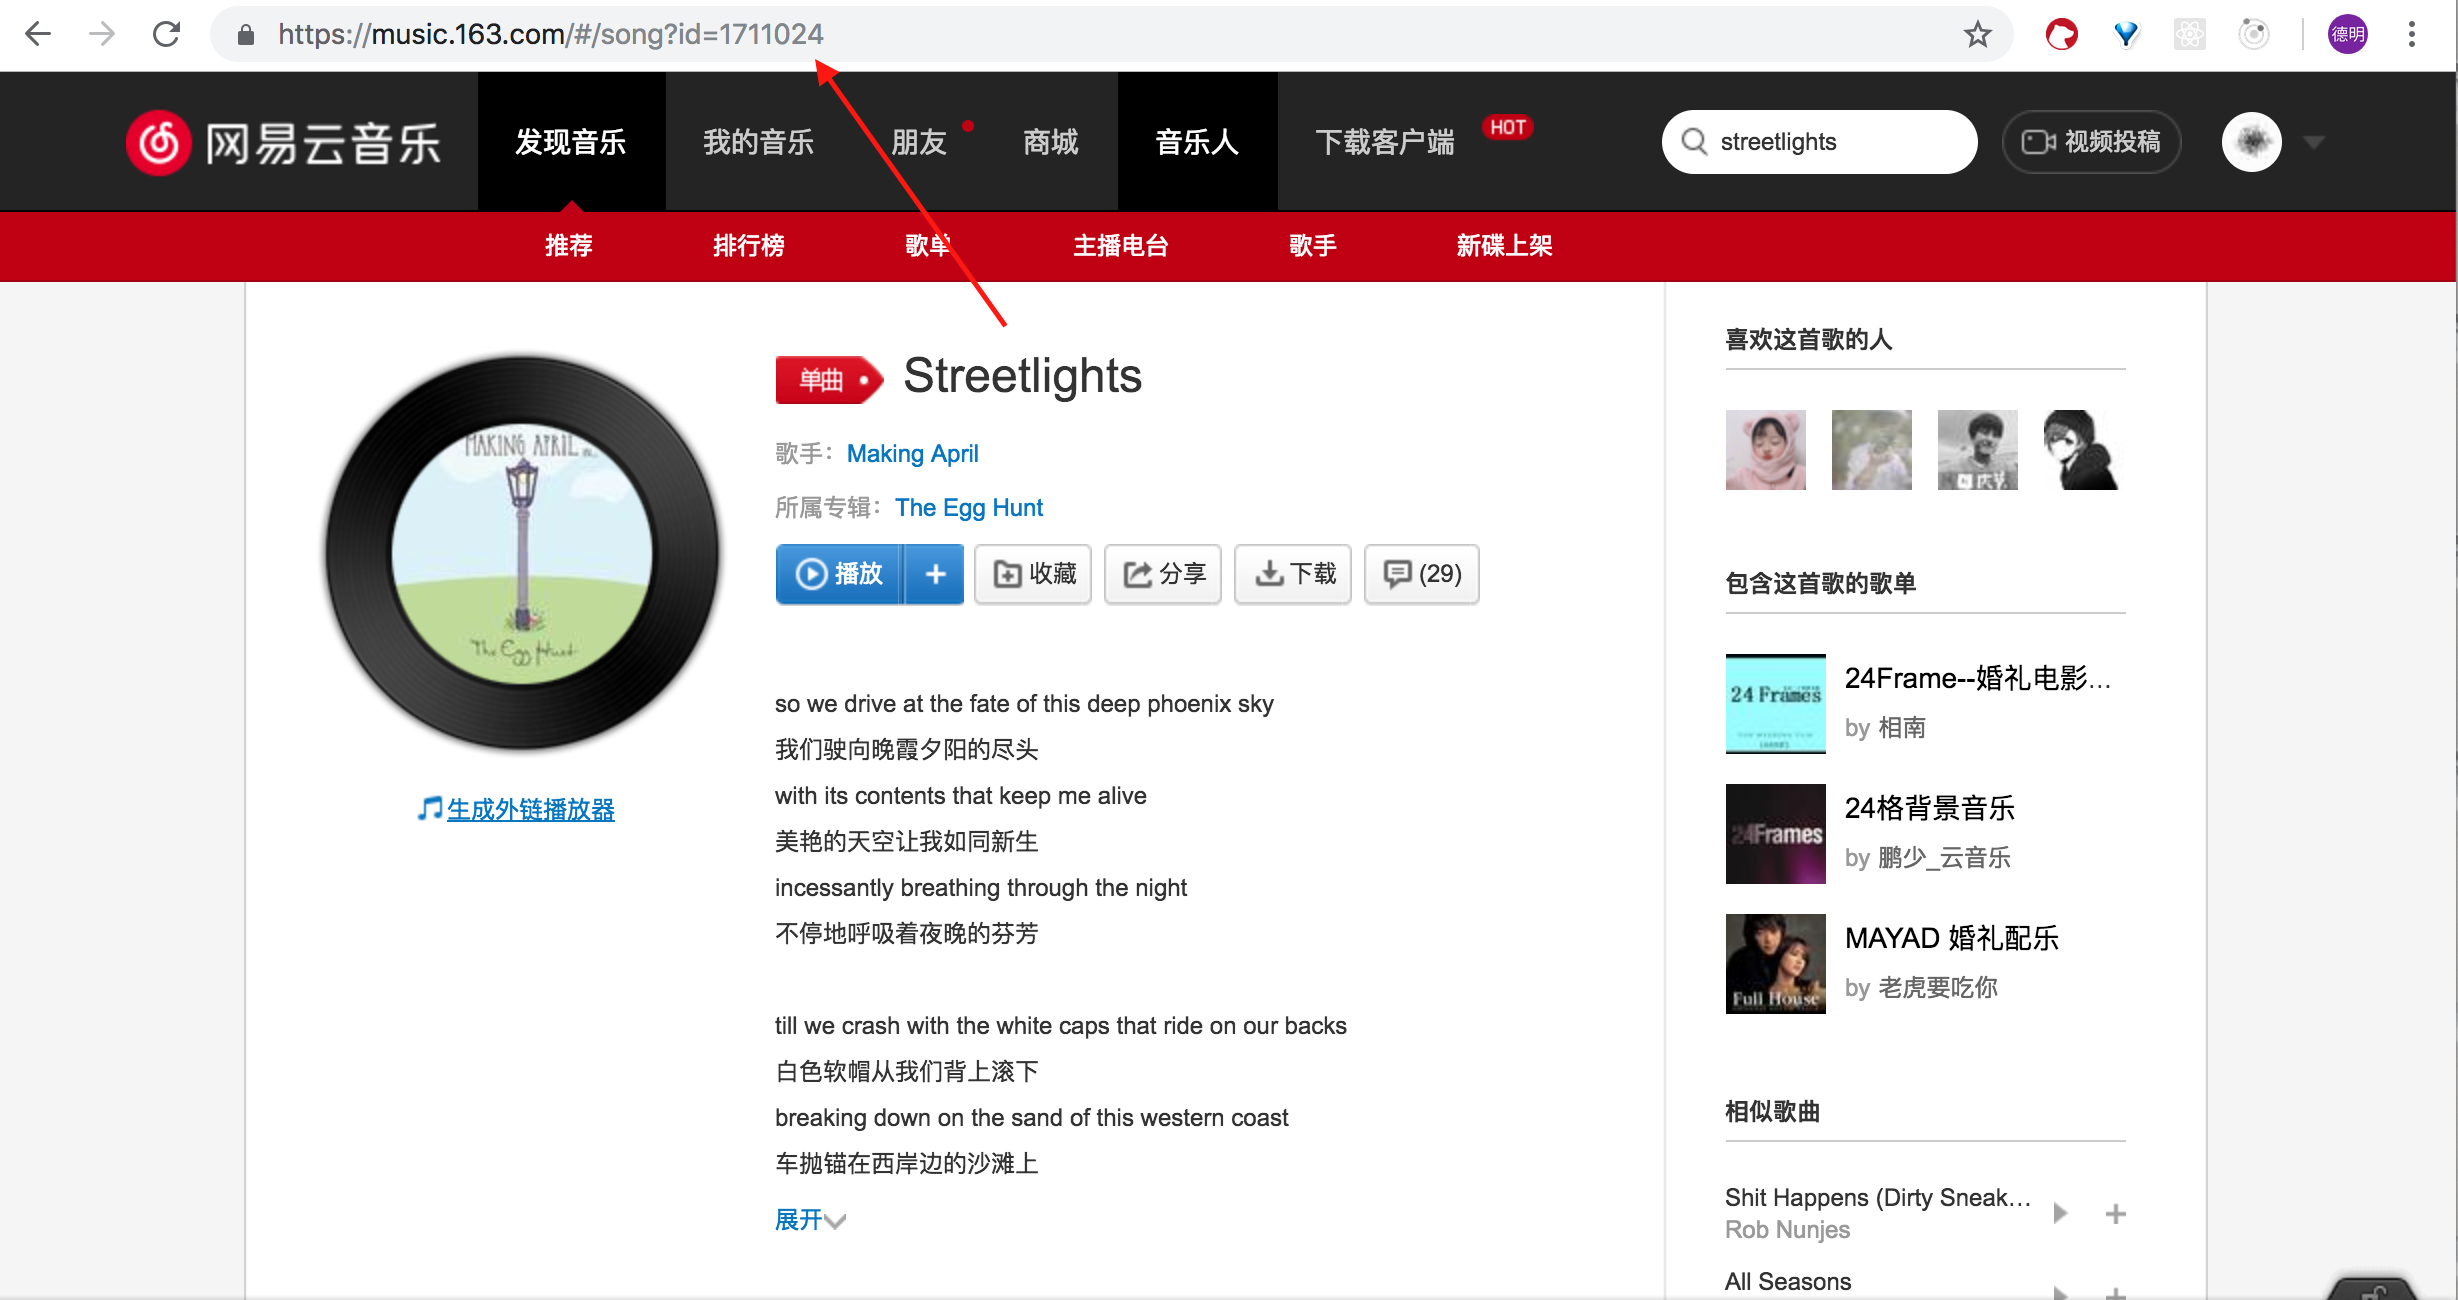 https://music.163.com/#/song?id=1711024
德明
网易云音乐
发现音乐
我的音乐
朋友
商城
音乐人
下载客户端
HOT
streetlights
视频投稿
推荐
排行榜
歌单
主播电台
歌手
新碟上架
MAKING APRIL
The Egg Hunt
生成外链播放器
单曲
Streetlights
歌手：Making April
所属专辑：The Egg Hunt
播放
收藏
分享
下载
(29)
so we drive at the fate of this deep phoenix sky
我们驶向晚霞夕阳的尽头
with its contents that keep me alive
美艳的天空让我如同新生
incessantly breathing through the night
不停地呼吸着夜晚的芬芳
till we crash with the white caps that ride on our backs
白色软帽从我们背上滚下
breaking down on the sand of this western coast
车抛锚在西岸边的沙滩上
展开
喜欢这首歌的人
包含这首歌的歌单
24 Frames
24Frame--婚礼电影...
by 相南
24Frames
24格背景音乐
by 鹏少_云音乐
Full House
MAYAD 婚礼配乐
by 老虎要吃你
相似歌曲
Shit Happens (Dirty Sneak...
Rob Nunjes
All Seasons